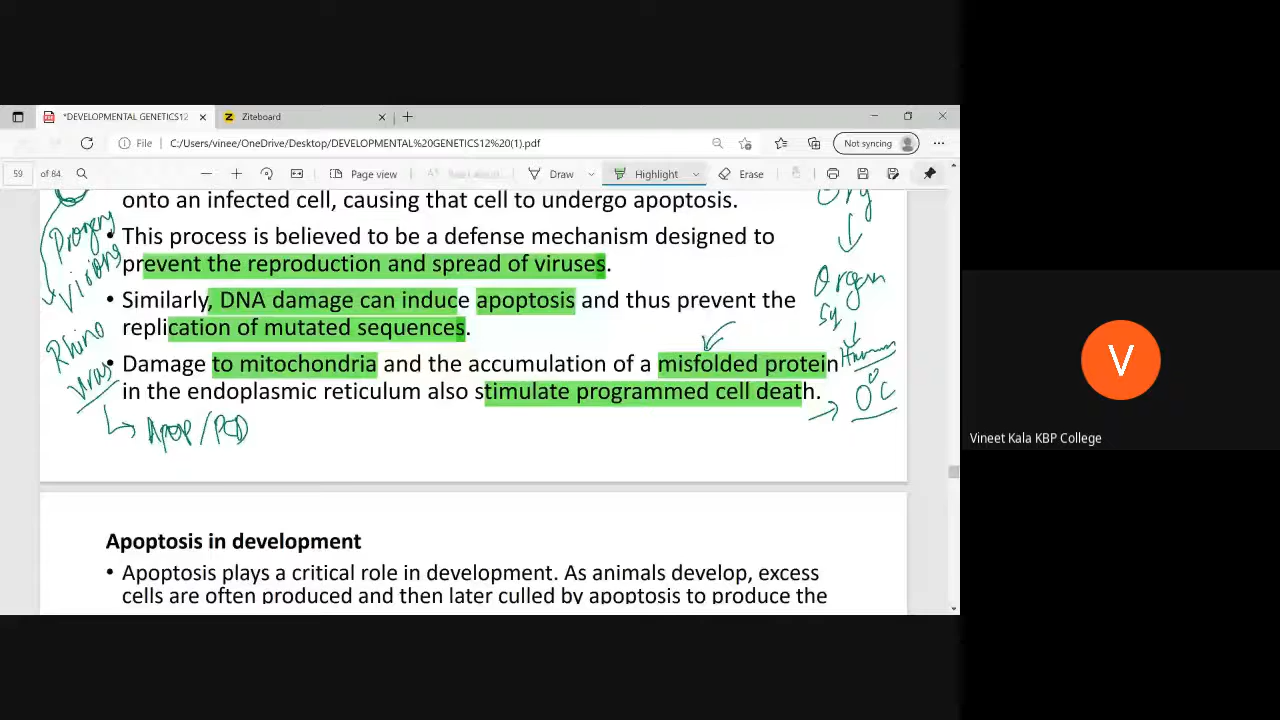 *DEVELOPMENTAL GENETICS12
Ziteboard
File
C:/Users/vinee/OneDrive/Desktop/DEVELOPMENTAL%20GENETICS12%20(1).pdf
Not syncing
59 of 84
Page view
Draw
Highlight
Erase
onto an infected cell, causing that cell to undergo apoptosis.
• This process is believed to be a defense mechanism designed to
prevent the reproduction and spread of viruses.
• Similarly, DNA damage can induce apoptosis and thus prevent the
replication of mutated sequences.
• Damage to mitochondria and the accumulation of a misfolded protein
in the endoplasmic reticulum also stimulate programmed cell death.
Progeny
Virions
Rhino
Virus
Apop/PCD
Org
Organ
Sy
Human
Apoptosis in development
• Apoptosis plays a critical role in development. As animals develop, excess
cells are often produced and then later culled by apoptosis to produce the
V
Vineet Kala KBP College